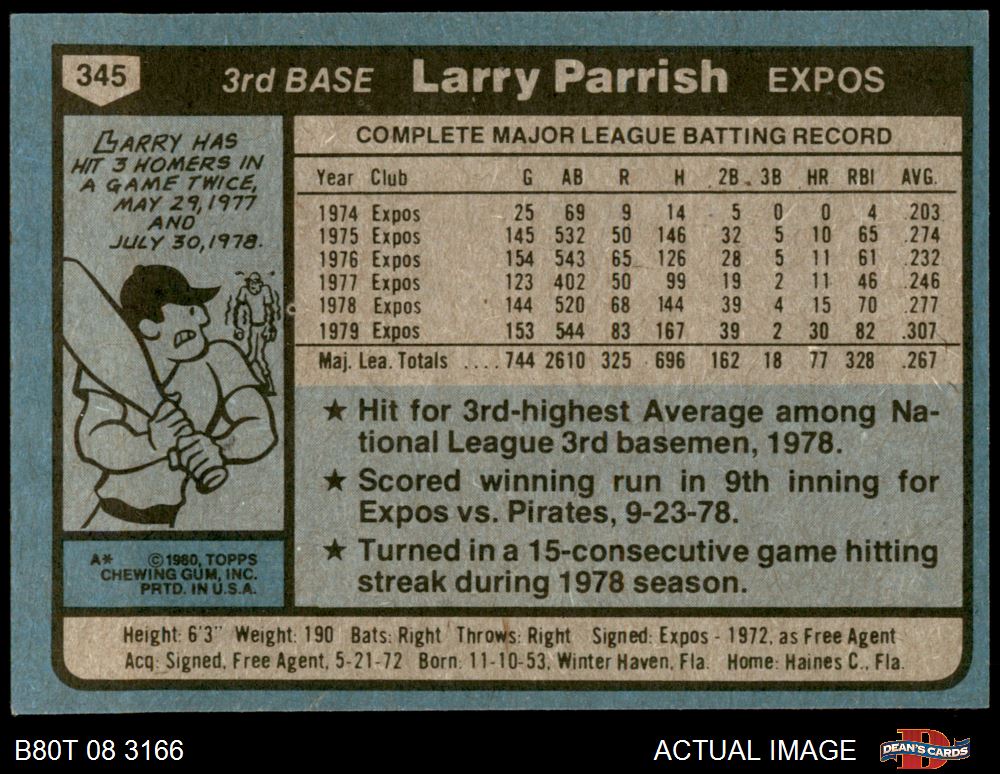 345
3rd BASE Larry Parrish EXPOS
LARRY HAS
HIT 3 HOMERS IN
A GAME TWICE,
MAY 29, 1977
AND
JULY 30, 1978.
COMPLETE MAJOR LEAGUE BATTING RECORD
Year Club G AB R H 2B 3B HR RBI AVG.
1974 Expos 25 69 9 14 5 0 0 4 .203
1975 Expos 145 532 50 146 32 5 10 65 .274
1976 Expos 154 543 65 126 28 5 11 61 .232
1977 Expos 123 402 50 99 19 2 11 46 .246
1978 Expos 144 520 68 144 39 4 15 70 .277
1979 Expos 153 544 83 167 39 2 30 82 .307
Maj. Lea. Totals .... 744 2610 325 696 162 18 77 328 .267
★ Hit for 3rd-highest Average among Na-
tional League 3rd basemen, 1978.
★ Scored winning run in 9th inning for
Expos vs. Pirates, 9-23-78.
★ Turned in a 15-consecutive game hitting
streak during 1978 season.
A* © 1980, TOPPS
CHEWING GUM, INC.
PRTD. IN U.S.A.
Height: 6'3" Weight: 190 Bats: Right Throws: Right Signed: Expos - 1972, as Free Agent
Acq: Signed, Free Agent, 5-21-72 Born: 11-10-53, Winter Haven, Fla. Home: Haines C., Fla.
B80T 08 3166
ACTUAL IMAGE
DEAN'S CARDS